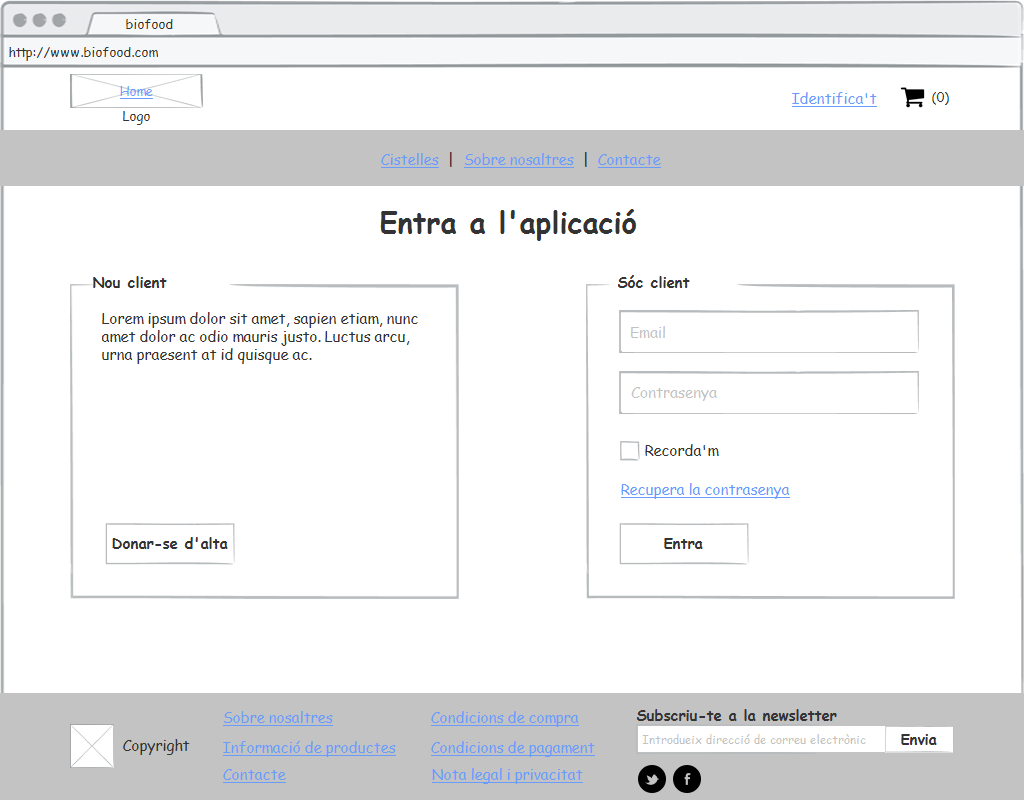 biofood
http://www.biofood.com
Home
Logo
Identifica't
(0)
Cistelles | Sobre nosaltres | Contacte
Entra a l'aplicació
Nou client
Lorem ipsum dolor sit amet, sapien etiam, nunc
amet dolor ac odio mauris justo. Luctus arcu,
urna praesent at id quisque ac.
Donar-se d'alta
Sóc client
Email
Contrasenya
Recorda'm
Recupera la contrasenya
Entra
Copyright
Sobre nosaltres
Informació de productes
Contacte
Condicions de compra
Condicions de pagament
Nota legal i privacitat
Subscriu-te a la newsletter
Introdueix direcció de correu electrònic
Envia